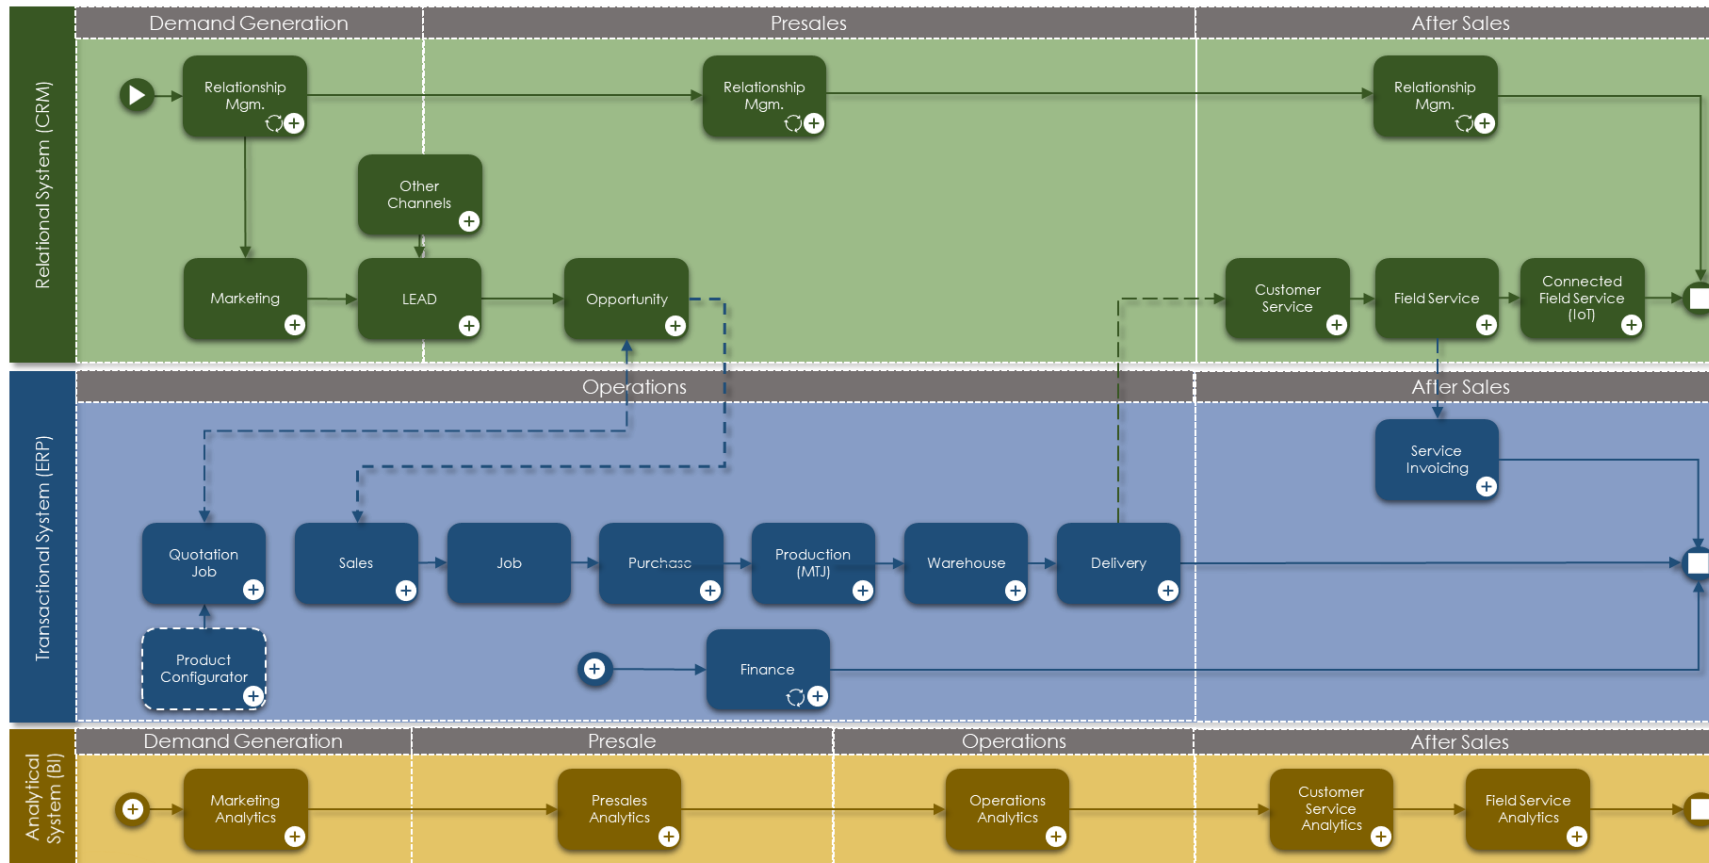 Demand Generation
Presales
After Sales
Relational System (CRM)
Relationship
Mgm.
Relationship
Mgm.
Relationship
Mgm.
Other
Channels
Marketing
LEAD
Opportunity
Customer
Service
Field Service
Connected
Field Service
(IoT)
Operations
After Sales
Transactional System (ERP)
Service
Invoicing
Quotation
Job
Sales
Job
Purchase
Production
(MTJ)
Warehouse
Delivery
Product
Configurator
Finance
Demand Generation
Presale
Operations
After Sales
Analytical
System (BI)
Marketing
Analytics
Presales
Analytics
Operations
Analytics
Customer
Service
Analytics
Field Service
Analytics